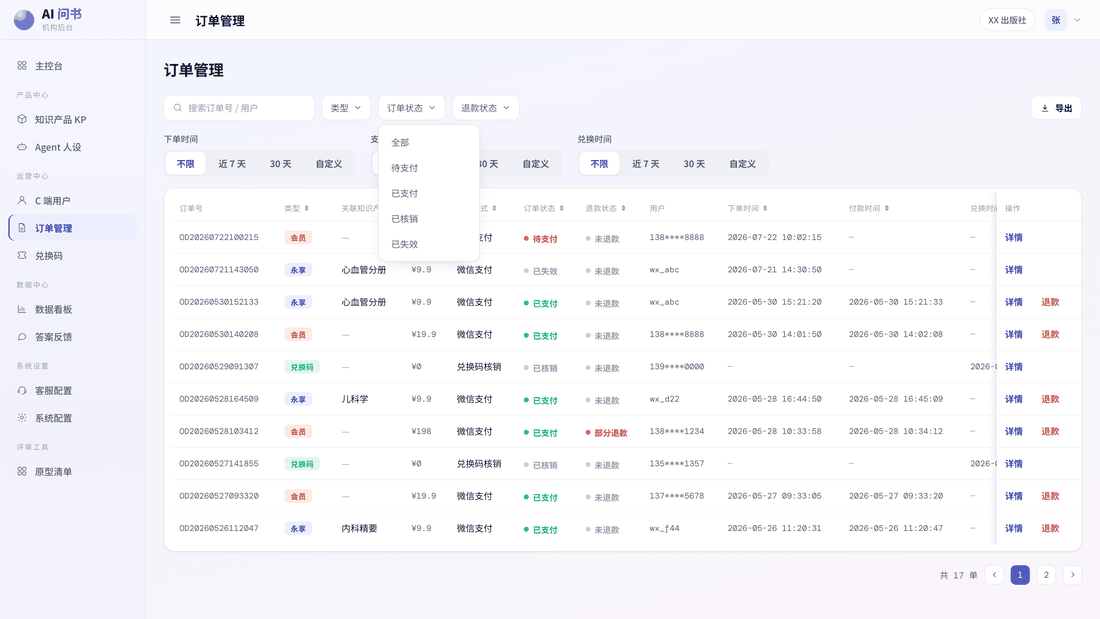 AI 问书
机构后台
主控台
产品中心
知识产品 KP
Agent 人设
运营中心
C 端用户
订单管理
兑换码
数据中心
数据看板
答案反馈
系统设置
客服配置
系统配置
评审工具
原型清单
订单管理
XX 出版社
张
订单管理
搜索订单号 / 用户
类型
订单状态
退款状态
导出
全部
待支付
已支付
已核销
已失效
下单时间
不限 近 7 天 30 天 自定义
支
30 天 自定义
兑换时间
不限 近 7 天 30 天 自定义
订单号 类型 关联知识产 式 订单状态 退款状态 用户 下单时间 付款时间 兑换时间 操作
OD20260722100215 会员 — 支付 待支付 未退款 138****8888 2026-07-22 10:02:15 — — 详情
OD20260721143050 永享 心血管分册 ¥9.9 微信支付 已失效 未退款 wx_abc 2026-07-21 14:30:50 — — 详情
OD20260530152133 永享 心血管分册 ¥9.9 微信支付 已支付 未退款 wx_abc 2026-05-30 15:21:20 2026-05-30 15:21:33 — 详情 退款
OD20260530140208 会员 — ¥19.9 微信支付 已支付 未退款 138****8888 2026-05-30 14:01:50 2026-05-30 14:02:08 — 详情 退款
OD20260529091307 兑换码 — ¥0 兑换码核销 已核销 未退款 139****0000 — — 2026-0 详情
OD20260528164509 永享 儿科学 ¥9.9 微信支付 已支付 未退款 wx_d22 2026-05-28 16:44:50 2026-05-28 16:45:09 — 详情 退款
OD20260528103412 会员 — ¥198 微信支付 已支付 部分退款 138****1234 2026-05-28 10:33:58 2026-05-28 10:34:12 — 详情 退款
OD20260527141855 兑换码 — ¥0 兑换码核销 已核销 未退款 135****1357 — — 2026-0 详情
OD20260527093320 会员 — ¥19.9 微信支付 已支付 未退款 137****5678 2026-05-27 09:33:05 2026-05-27 09:33:20 — 详情 退款
OD20260526112047 永享 内科精要 ¥9.9 微信支付 已支付 未退款 wx_f44 2026-05-26 11:20:31 2026-05-26 11:20:47 — 详情 退款
共 17 单 1 2